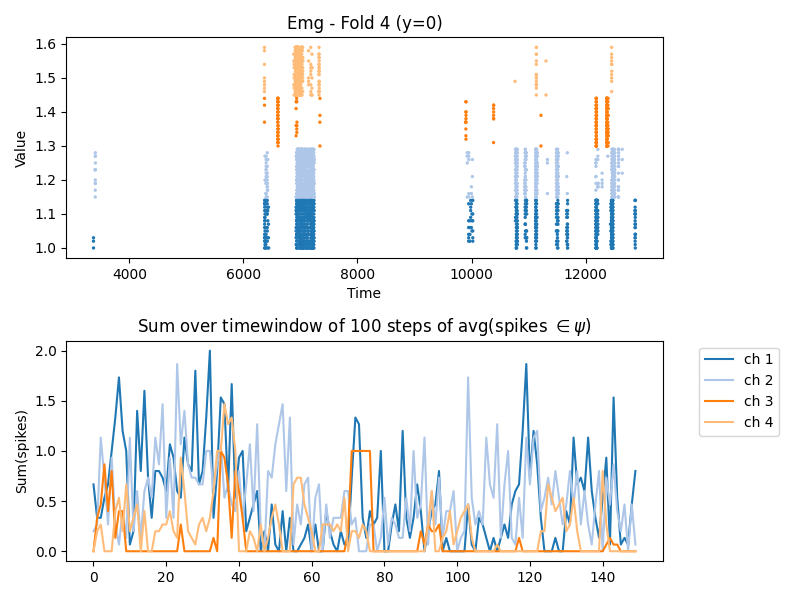 Emg - Fold 4 (y=0)
1.6
1.5
1.4
1.3
1.2
1.1
1.0
Value
4000 6000 8000 10000 12000
Time
Sum over timewindow of 100 steps of avg(spikes ∈ ψ)
2.0
1.5
1.0
0.5
0.0
Sum(spikes)
0 20 40 60 80 100 120 140
ch 1
ch 2
ch 3
ch 4